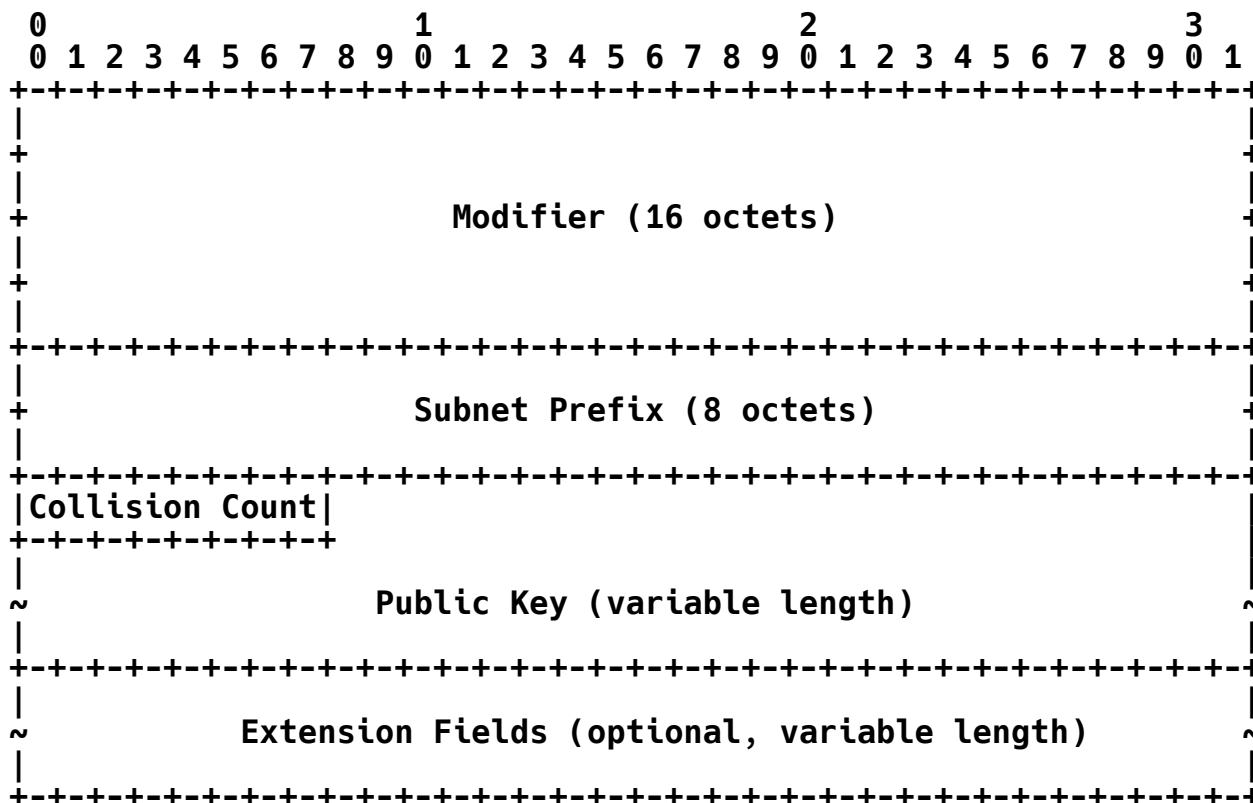 0                   1                   2                   3
 0 1 2 3 4 5 6 7 8 9 0 1 2 3 4 5 6 7 8 9 0 1 2 3 4 5 6 7 8 9 0 1
+-+-+-+-+-+-+-+-+-+-+-+-+-+-+-+-+-+-+-+-+-+-+-+-+-+-+-+-+-+-+-+-+
|                                                               |
+                                                               +
|                                                               |
+                      Modifier (16 octets)                     +
|                                                               |
+                                                               +
|                                                               |
+-+-+-+-+-+-+-+-+-+-+-+-+-+-+-+-+-+-+-+-+-+-+-+-+-+-+-+-+-+-+-+-+
|                                                               |
+                    Subnet Prefix (8 octets)                   +
|                                                               |
+-+-+-+-+-+-+-+-+-+-+-+-+-+-+-+-+-+-+-+-+-+-+-+-+-+-+-+-+-+-+-+-+
|Collision Count|                                               |
+-+-+-+-+-+-+-+-+                                               |
|                                                               |
~                  Public Key (variable length)                 ~
|                                                               |
+-+-+-+-+-+-+-+-+-+-+-+-+-+-+-+-+-+-+-+-+-+-+-+-+-+-+-+-+-+-+-+-+
|                                                               |
~           Extension Fields (optional, variable length)        ~
|                                                               |
+-+-+-+-+-+-+-+-+-+-+-+-+-+-+-+-+-+-+-+-+-+-+-+-+-+-+-+-+-+-+-+-+